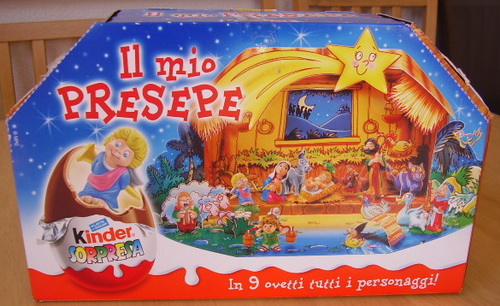 Il mio
PRESEPE
Kinder
SORPRESA
In 9 ovetti tutti i personaggi!